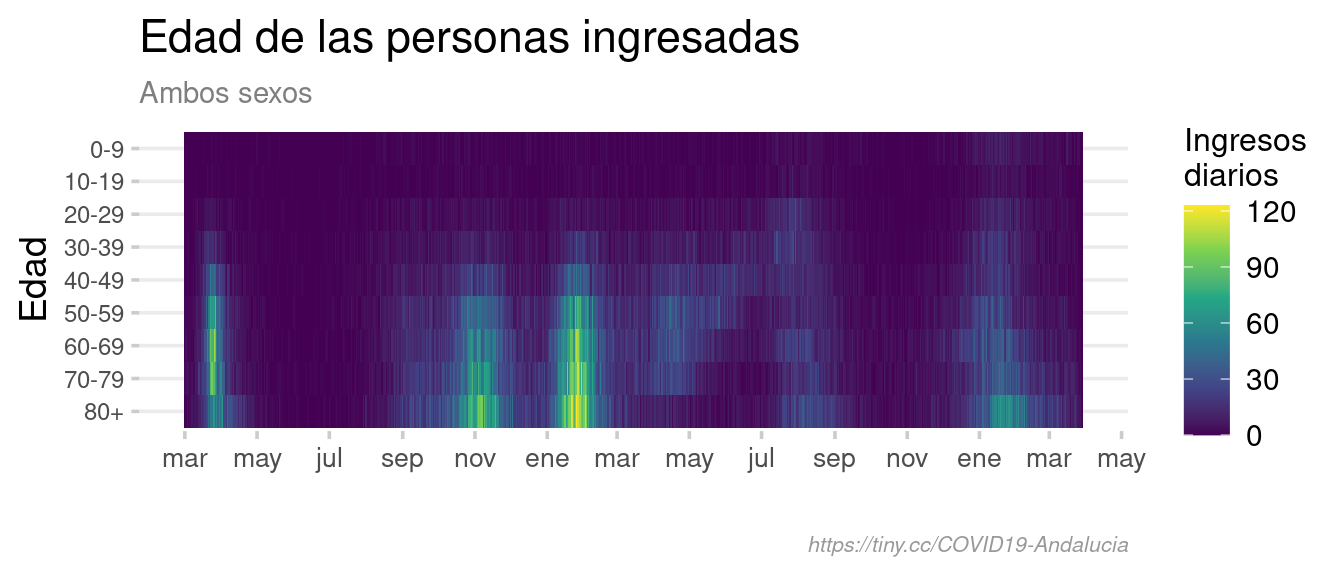 Edad de las personas ingresadas
Ambos sexos
Edad
0-9
10-19
20-29
30-39
40-49
50-59
60-69
70-79
80+
mar may jul sep nov ene mar may jul sep nov ene mar may
Ingresos
diarios
120
90
60
30
0
https://tiny.cc/COVID19-Andalucia